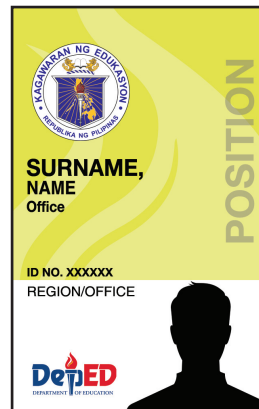 KAGAWARAN NG EDUKASYON
REPUBLIKA NG PILIPINAS
SURNAME,
NAME
Office
POSITION
ID NO. XXXXXX
REGION/OFFICE
DepED
DEPARTMENT OF EDUCATION